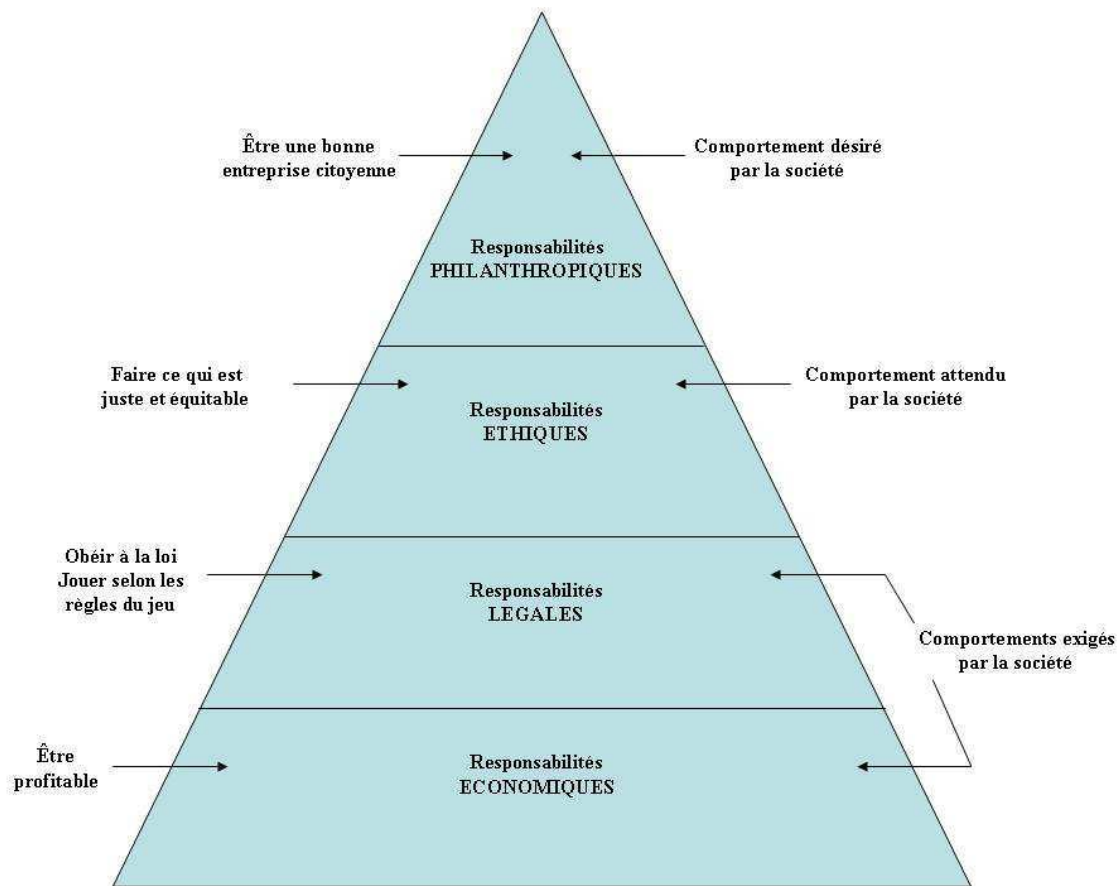 Être une bonne
entreprise citoyenne
Comportement désiré
par la société
Responsabilités
PHILANTHROPIQUES
Faire ce qui est
juste et équitable
Comportement attendu
par la société
Responsabilités
ETHIQUES
Obéir à la loi
Jouer selon les
règles du jeu
Responsabilités
LEGALES
Comportements exigés
par la société
Être
profitable
Responsabilités
ECONOMIQUES